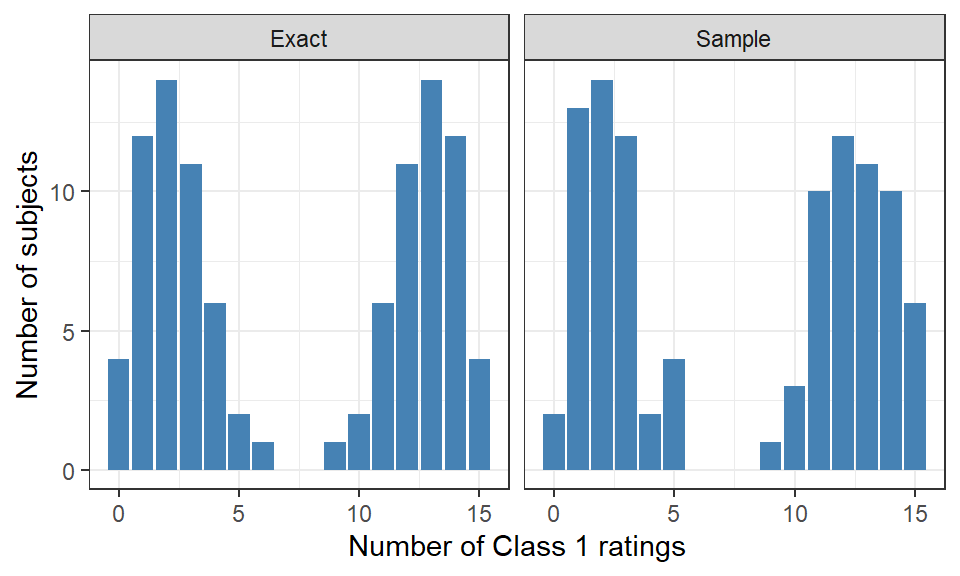 Exact
Sample
Number of subjects
10
5
0
0 5 10 15
0 5 10 15
Number of Class 1 ratings